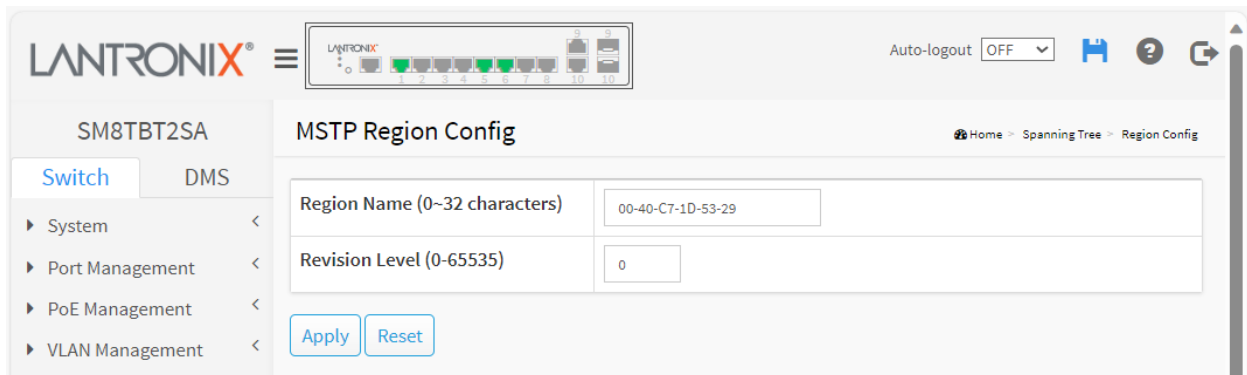 LANTRONIX®
LANTRONIX
9 9
1 2 3 4 5 6 7 8 10 10
Auto-logout OFF
SM8TBT2SA
MSTP Region Config
Home > Spanning Tree > Region Config
Switch DMS
Region Name (0~32 characters) 00-40-C7-1D-53-29
Revision Level (0-65535) 0
System
Port Management
PoE Management
VLAN Management
Apply Reset